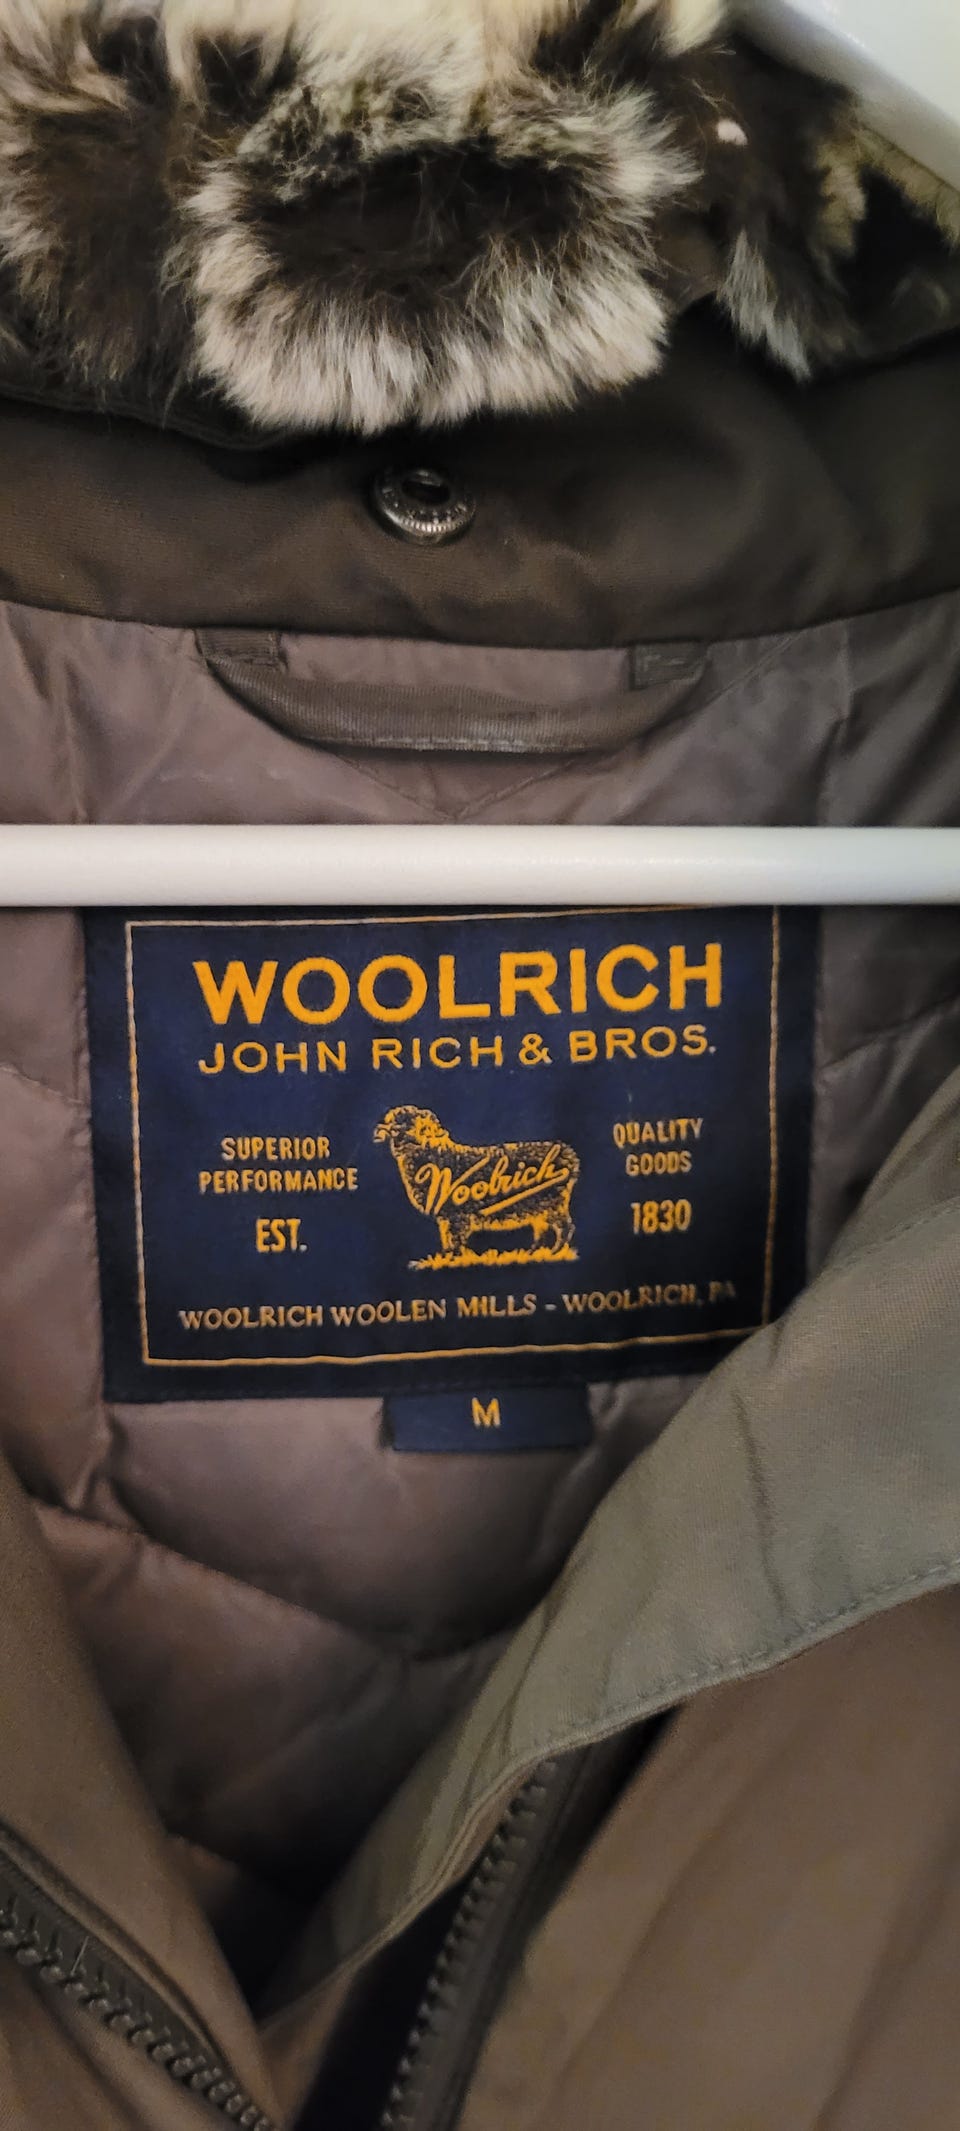 WOOLRICH
JOHN RICH & BROS.
SUPERIOR
PERFORMANCE
EST.
Woolrich
QUALITY
GOODS
1830
WOOLRICH WOOLEN MILLS - WOOLRICH, PA
M